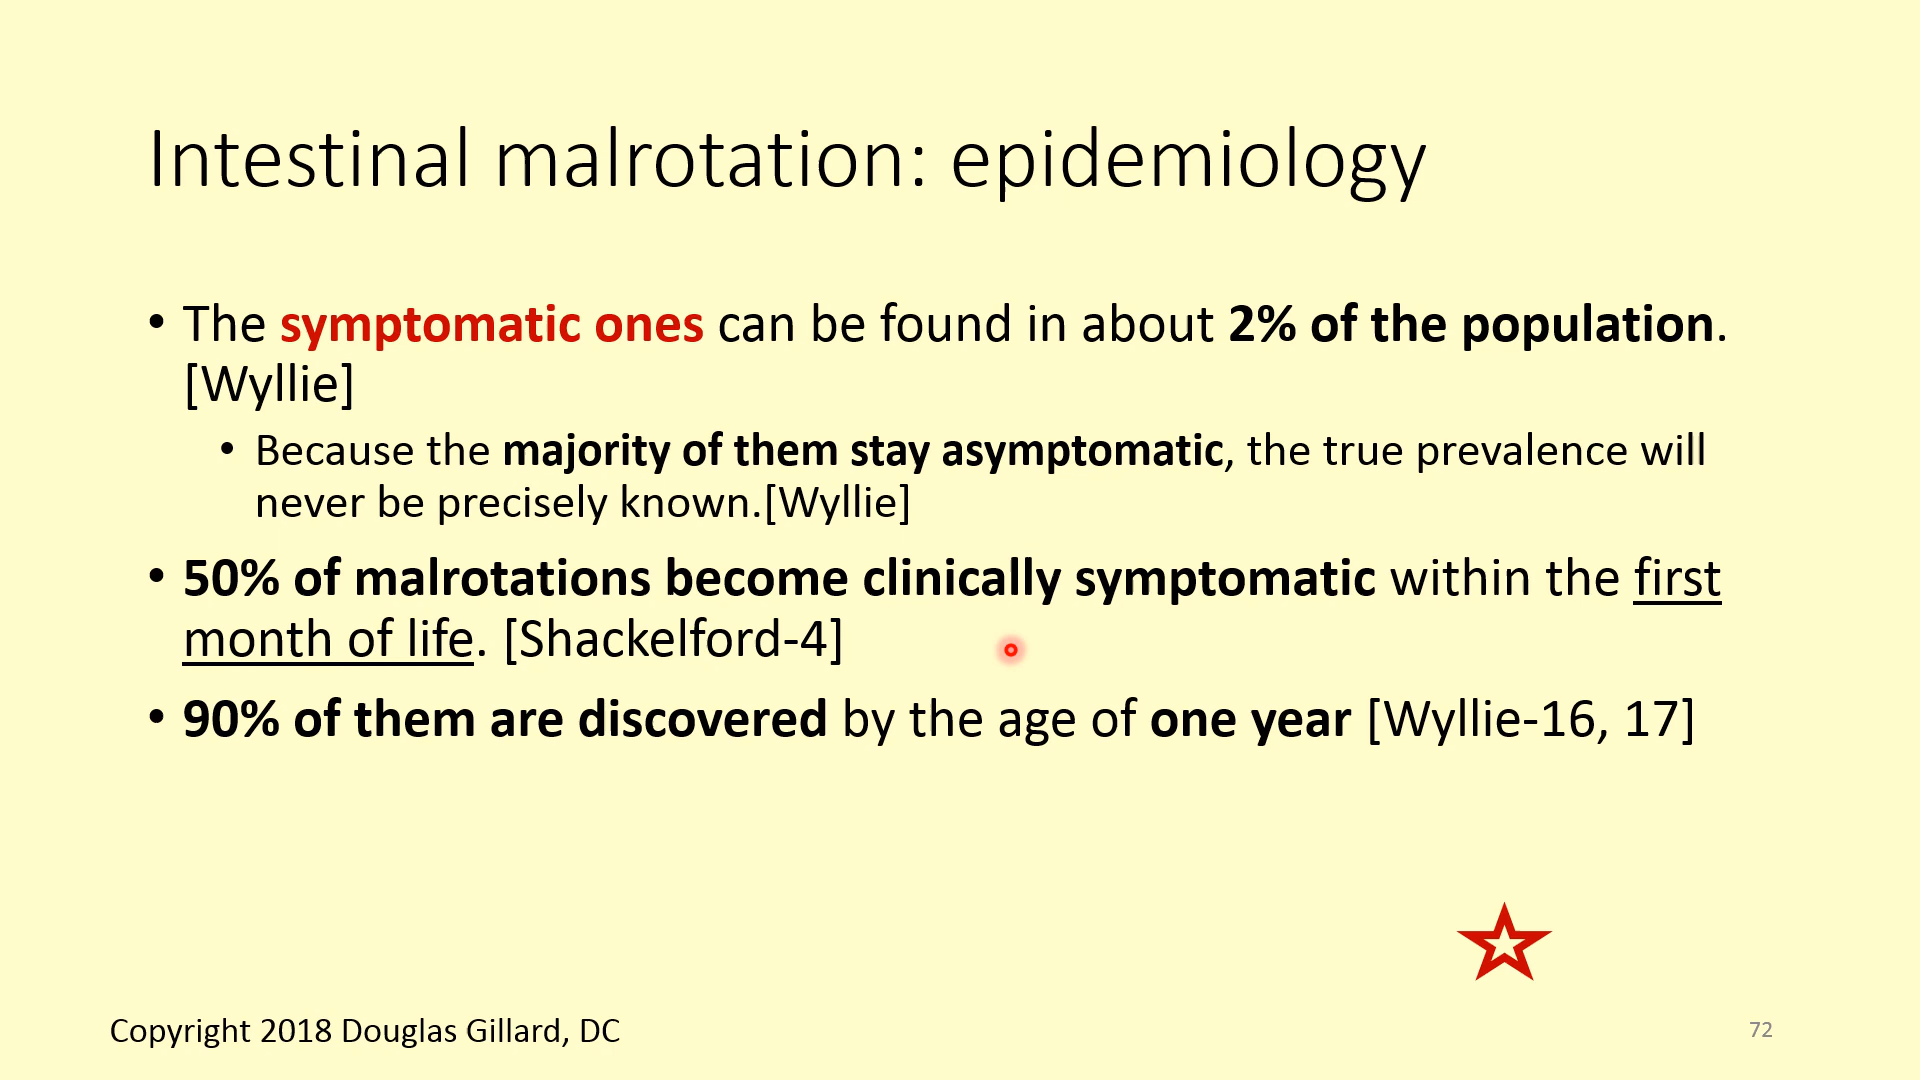 Intestinal malrotation: epidemiology
• The symptomatic ones can be found in about 2% of the population.
[Wyllie]
• Because the majority of them stay asymptomatic, the true prevalence will
never be precisely known.[Wyllie]
• 50% of malrotations become clinically symptomatic within the first
month of life. [Shackelford-4]
• 90% of them are discovered by the age of one year [Wyllie-16, 17]
Copyright 2018 Douglas Gillard, DC
72